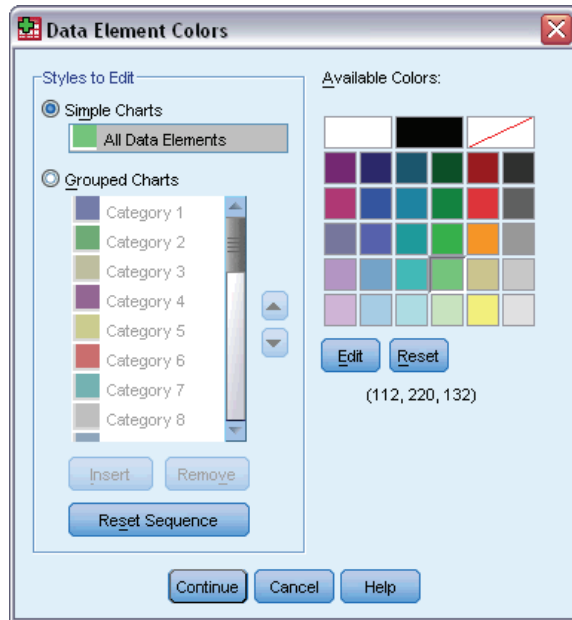 Data Element Colors
Styles to Edit
Simple Charts
All Data Elements
Grouped Charts
Category 1
Category 2
Category 3
Category 4
Category 5
Category 6
Category 7
Category 8
Insert
Remove
Reset Sequence
Available Colors:
Edit
Reset
(112, 220, 132)
Continue
Cancel
Help